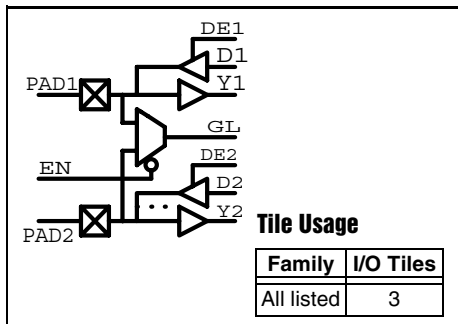 DE1
D1
PAD1
Y1
GL
EN
DE2
D2
PAD2
Y2
Tile Usage
Family I/O Tiles
All listed 3